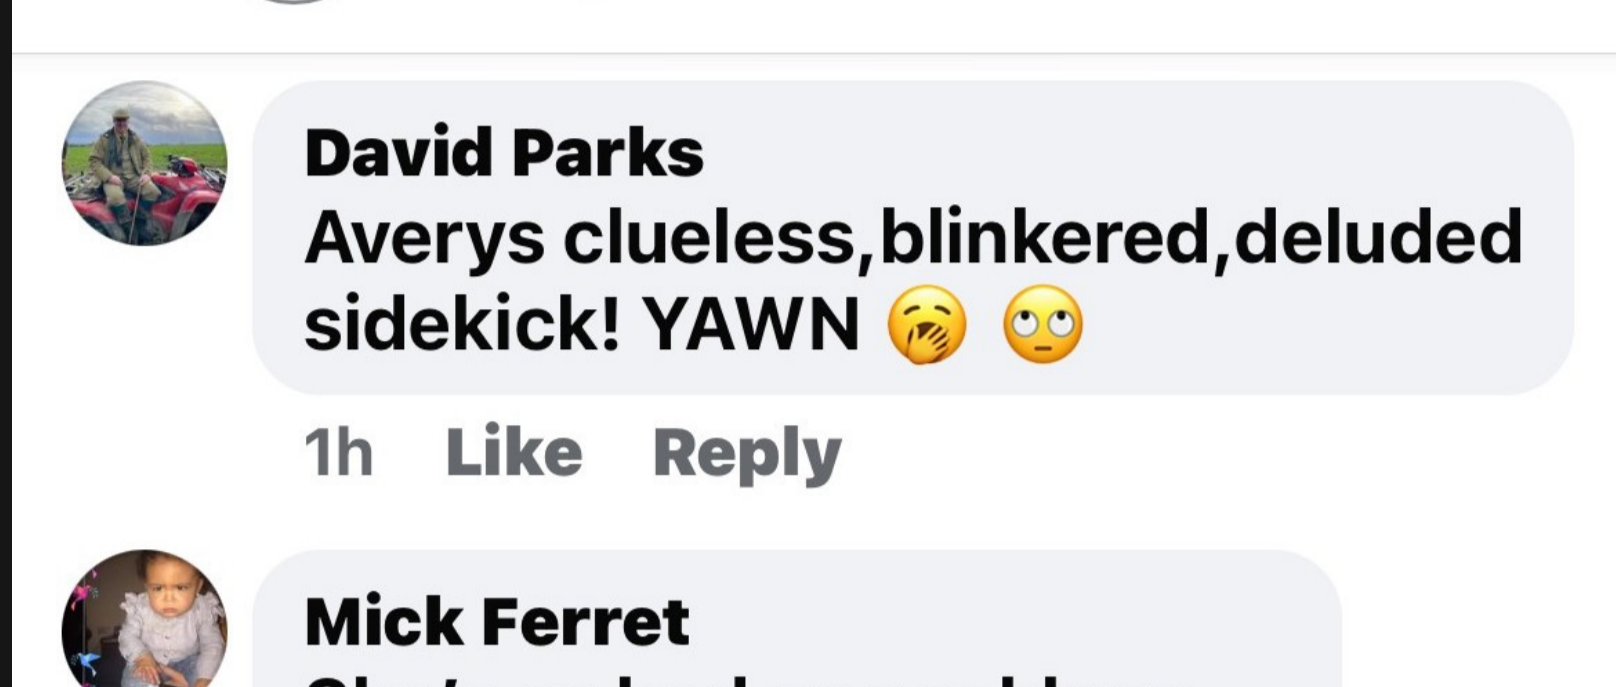 David Parks
Averys clueless,blinkered,deluded
sidekick! YAWN 🥱 🙄
1h Like Reply
Mick Ferret